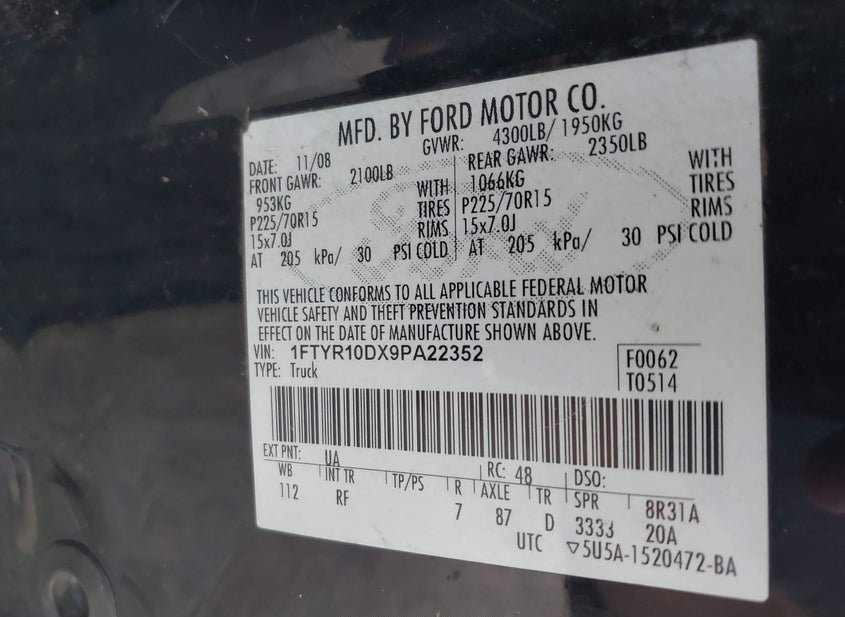 MFD. BY FORD MOTOR CO.
DATE: 11/08 GVWR: 4300LB/ 1950KG
FRONT GAWR: 2100LB REAR GAWR: 2350LB
953KG WITH 1066KG WITH
P225/70R15 TIRES P225/70R15 TIRES
15x7.0J RIMS 15x7.0J RIMS
AT 205 kPa/ 30 PSI COLD AT 205 kPa/ 30 PSI COLD
THIS VEHICLE CONFORMS TO ALL APPLICABLE FEDERAL MOTOR
VEHICLE SAFETY AND THEFT PREVENTION STANDARDS IN
EFFECT ON THE DATE OF MANUFACTURE SHOWN ABOVE.
VIN: 1FTYR10DX9PA22352 F0062
TYPE: Truck T0514
EXT PNT: UA RC: 48 DSO:
WB INT TR TP/PS R AXLE TR SPR 8R31A
112 RF 7 87 D 3333 20A
UTC ▽5U5A-1520472-BA